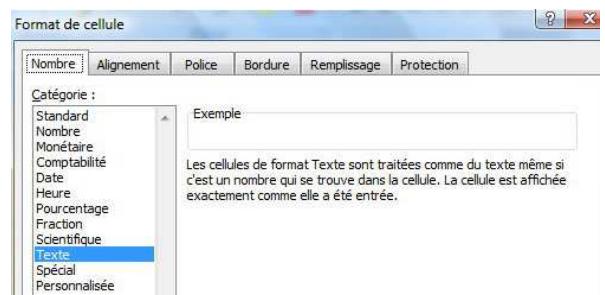 Format de cellule
Nombre Alignement Police Bordure Remplissage Protection
Catégorie :
Standard
Nombre
Monétaire
Comptabilité
Date
Heure
Pourcentage
Fraction
Scientifique
Texte
Spécial
Personnalisée
Exemple
Les cellules de format Texte sont traitées comme du texte même si
c'est un nombre qui se trouve dans la cellule. La cellule est affichée
exactement comme elle a été entrée.